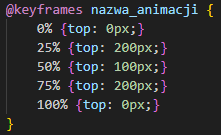 @keyframes nazwa_animacji {
0% {top: 0px;}
25% {top: 200px;}
50% {top: 100px;}
75% {top: 200px;}
100% {top: 0px;}
}